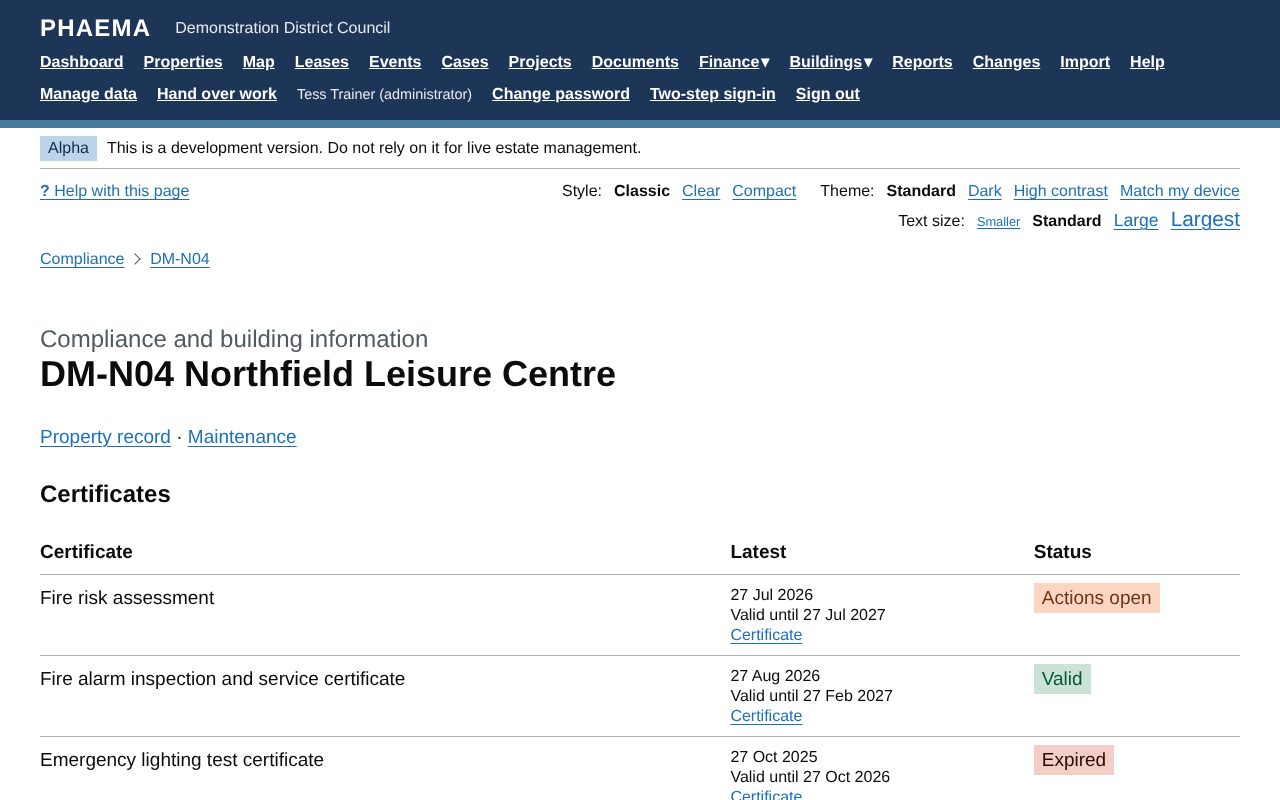 PHAEMA Demonstration District Council
Dashboard Properties Map Leases Events Cases Projects Documents Finance▾ Buildings▾ Reports Changes Import Help
Manage data Hand over work Tess Trainer (administrator) Change password Two-step sign-in Sign out
Alpha This is a development version. Do not rely on it for live estate management.
? Help with this page Style: Classic Clear Compact Theme: Standard Dark High contrast Match my device
Text size: Smaller Standard Large Largest
Compliance > DM-N04
Compliance and building information
DM-N04 Northfield Leisure Centre
Property record · Maintenance
Certificates
Certificate Latest Status
Fire risk assessment 27 Jul 2026 Actions open
Valid until 27 Jul 2027
Certificate
Fire alarm inspection and service certificate 27 Aug 2026 Valid
Valid until 27 Feb 2027
Certificate
Emergency lighting test certificate 27 Oct 2025 Expired
Valid until 27 Oct 2026
Certificate